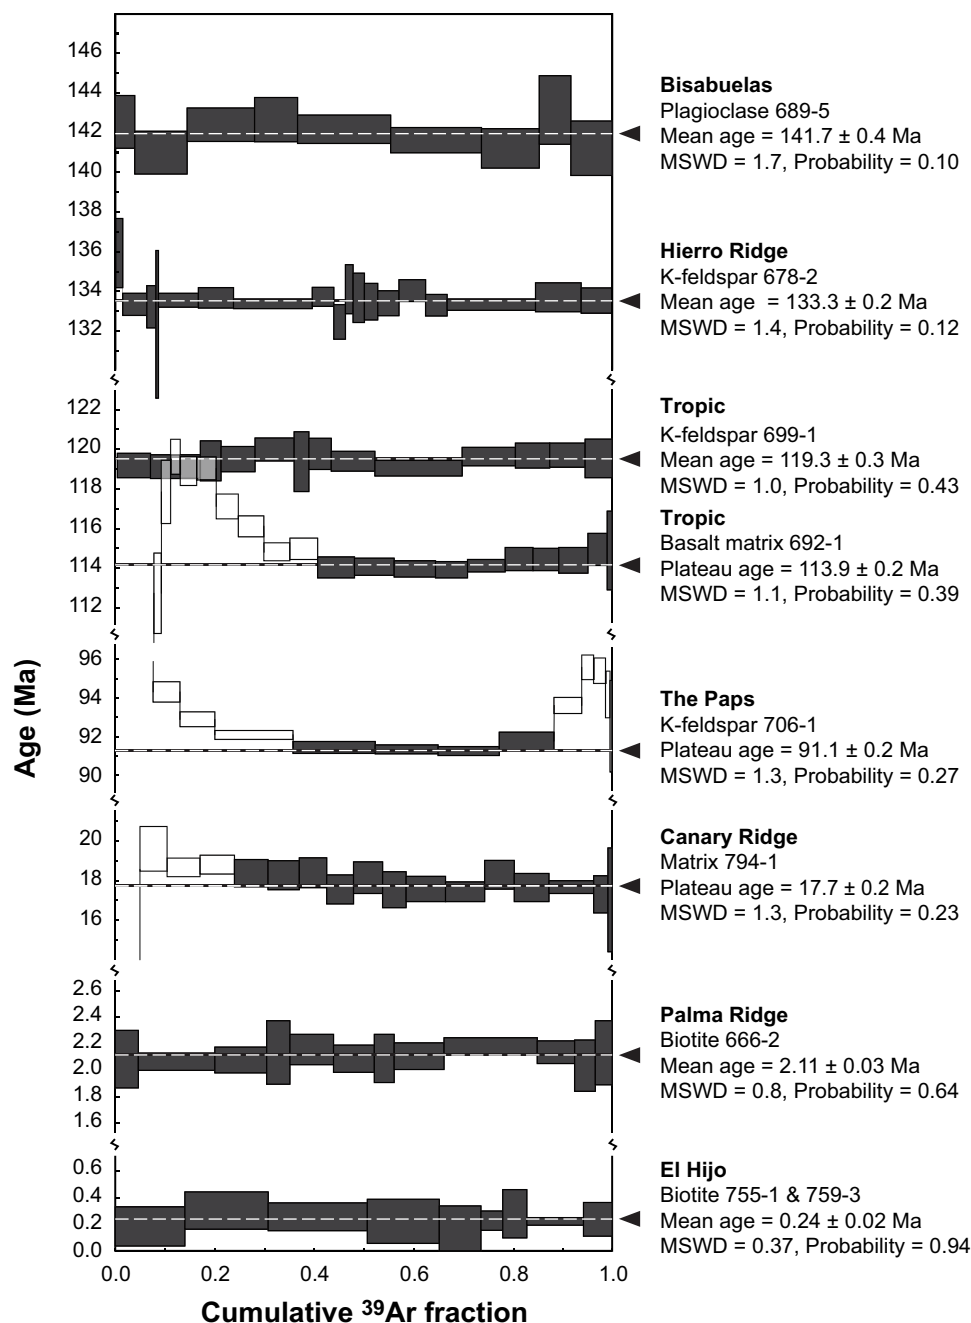 146
144
142
140
138
136
134
132
122
120
118
116
114
112
96
94
92
90
20
18
16
2.6
2.4
2.2
2.0
1.8
1.6
0.6
0.4
0.2
0.0
0.0 0.2 0.4 0.6 0.8 1.0
Age (Ma)
Cumulative ³⁹Ar fraction
Bisabuelas
Plagioclase 689-5
Mean age = 141.7 ± 0.4 Ma
MSWD = 1.7, Probability = 0.10
Hierro Ridge
K-feldspar 678-2
Mean age = 133.3 ± 0.2 Ma
MSWD = 1.4, Probability = 0.12
Tropic
K-feldspar 699-1
Mean age = 119.3 ± 0.3 Ma
MSWD = 1.0, Probability = 0.43
Tropic
Basalt matrix 692-1
Plateau age = 113.9 ± 0.2 Ma
MSWD = 1.1, Probability = 0.39
The Paps
K-feldspar 706-1
Plateau age = 91.1 ± 0.2 Ma
MSWD = 1.3, Probability = 0.27
Canary Ridge
Matrix 794-1
Plateau age = 17.7 ± 0.2 Ma
MSWD = 1.3, Probability = 0.23
Palma Ridge
Biotite 666-2
Mean age = 2.11 ± 0.03 Ma
MSWD = 0.8, Probability = 0.64
El Hijo
Biotite 755-1 & 759-3
Mean age = 0.24 ± 0.02 Ma
MSWD = 0.37, Probability = 0.94